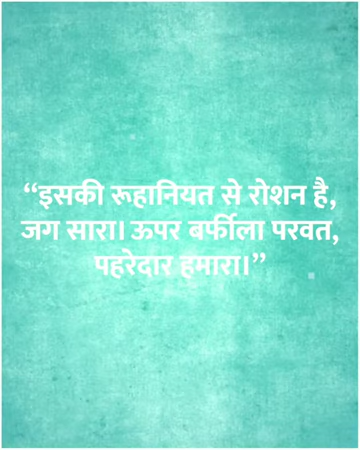 “इसकी रूहानियत से रोशन है,
जग सारा। ऊपर बर्फीला परवत,
पहरेदार हमारा।”